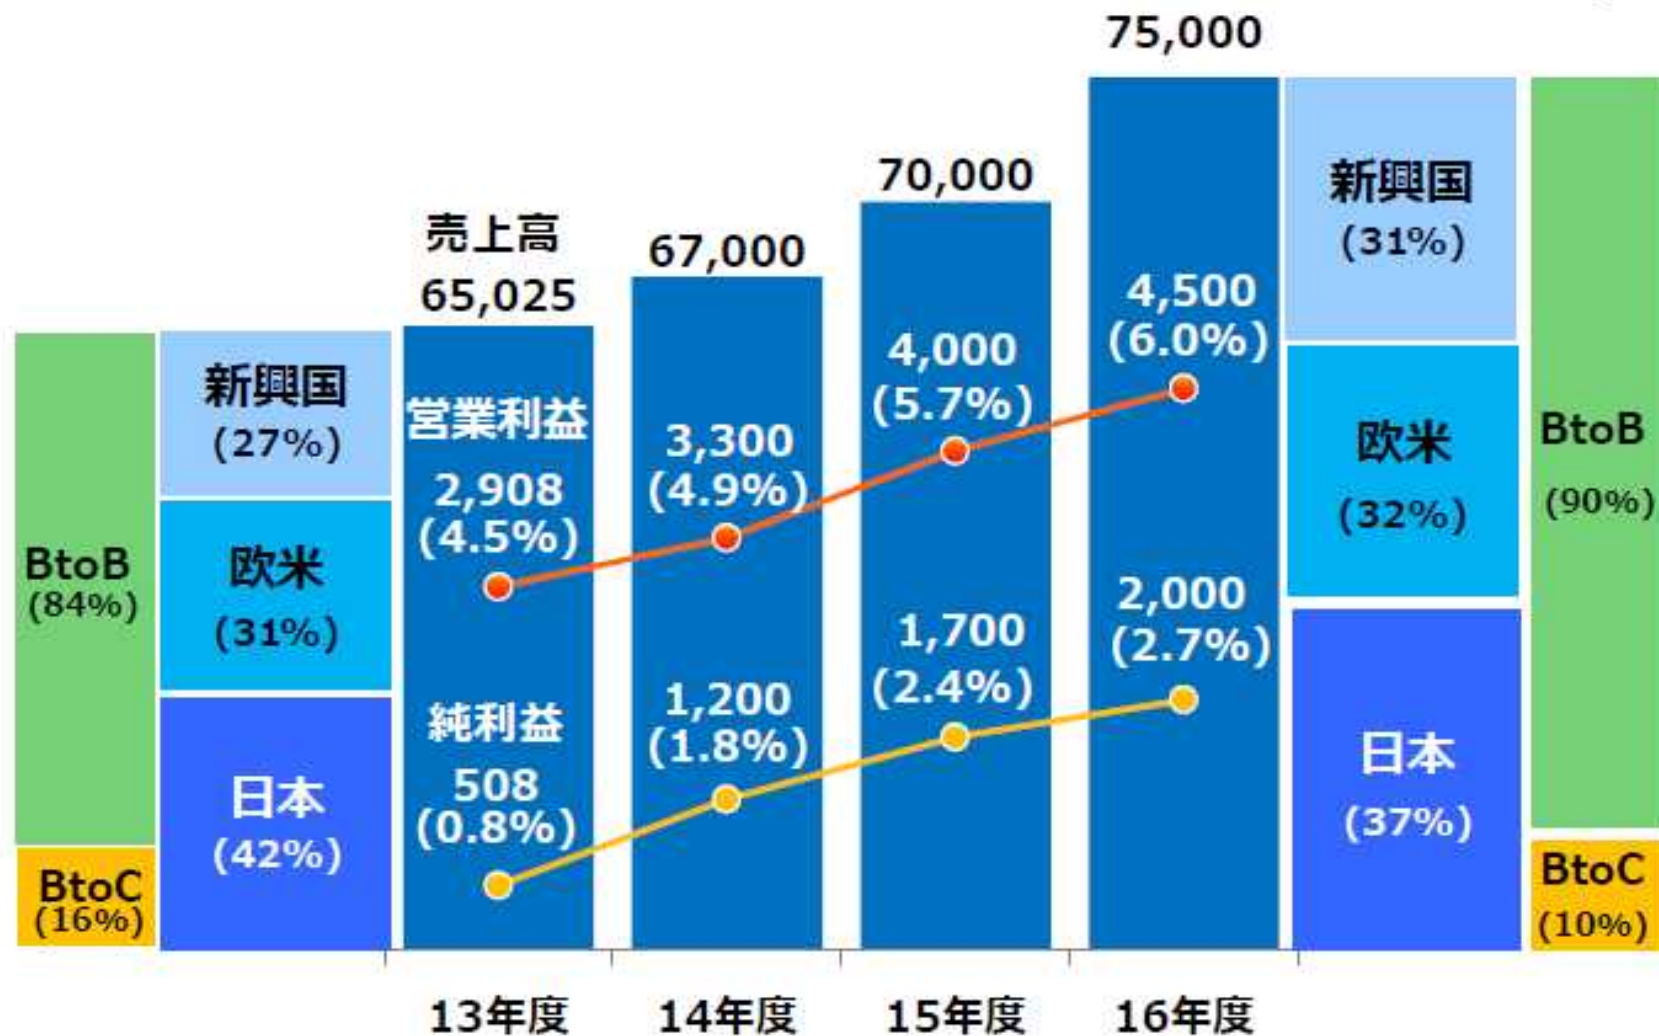 75,000
70,000
売上高
65,025
67,000
新興国
(31%)
4,500
(6.0%)
4,000
(5.7%)
新興国
(27%)
営業利益
2,908
(4.5%)
3,300
(4.9%)
欧米
(32%)
BtoB
(90%)
BtoB
(84%)
欧米
(31%)
2,000
(2.7%)
1,700
(2.4%)
1,200
(1.8%)
純利益
508
(0.8%)
日本
(42%)
日本
(37%)
BtoC
(16%)
BtoC
(10%)
13年度 14年度 15年度 16年度